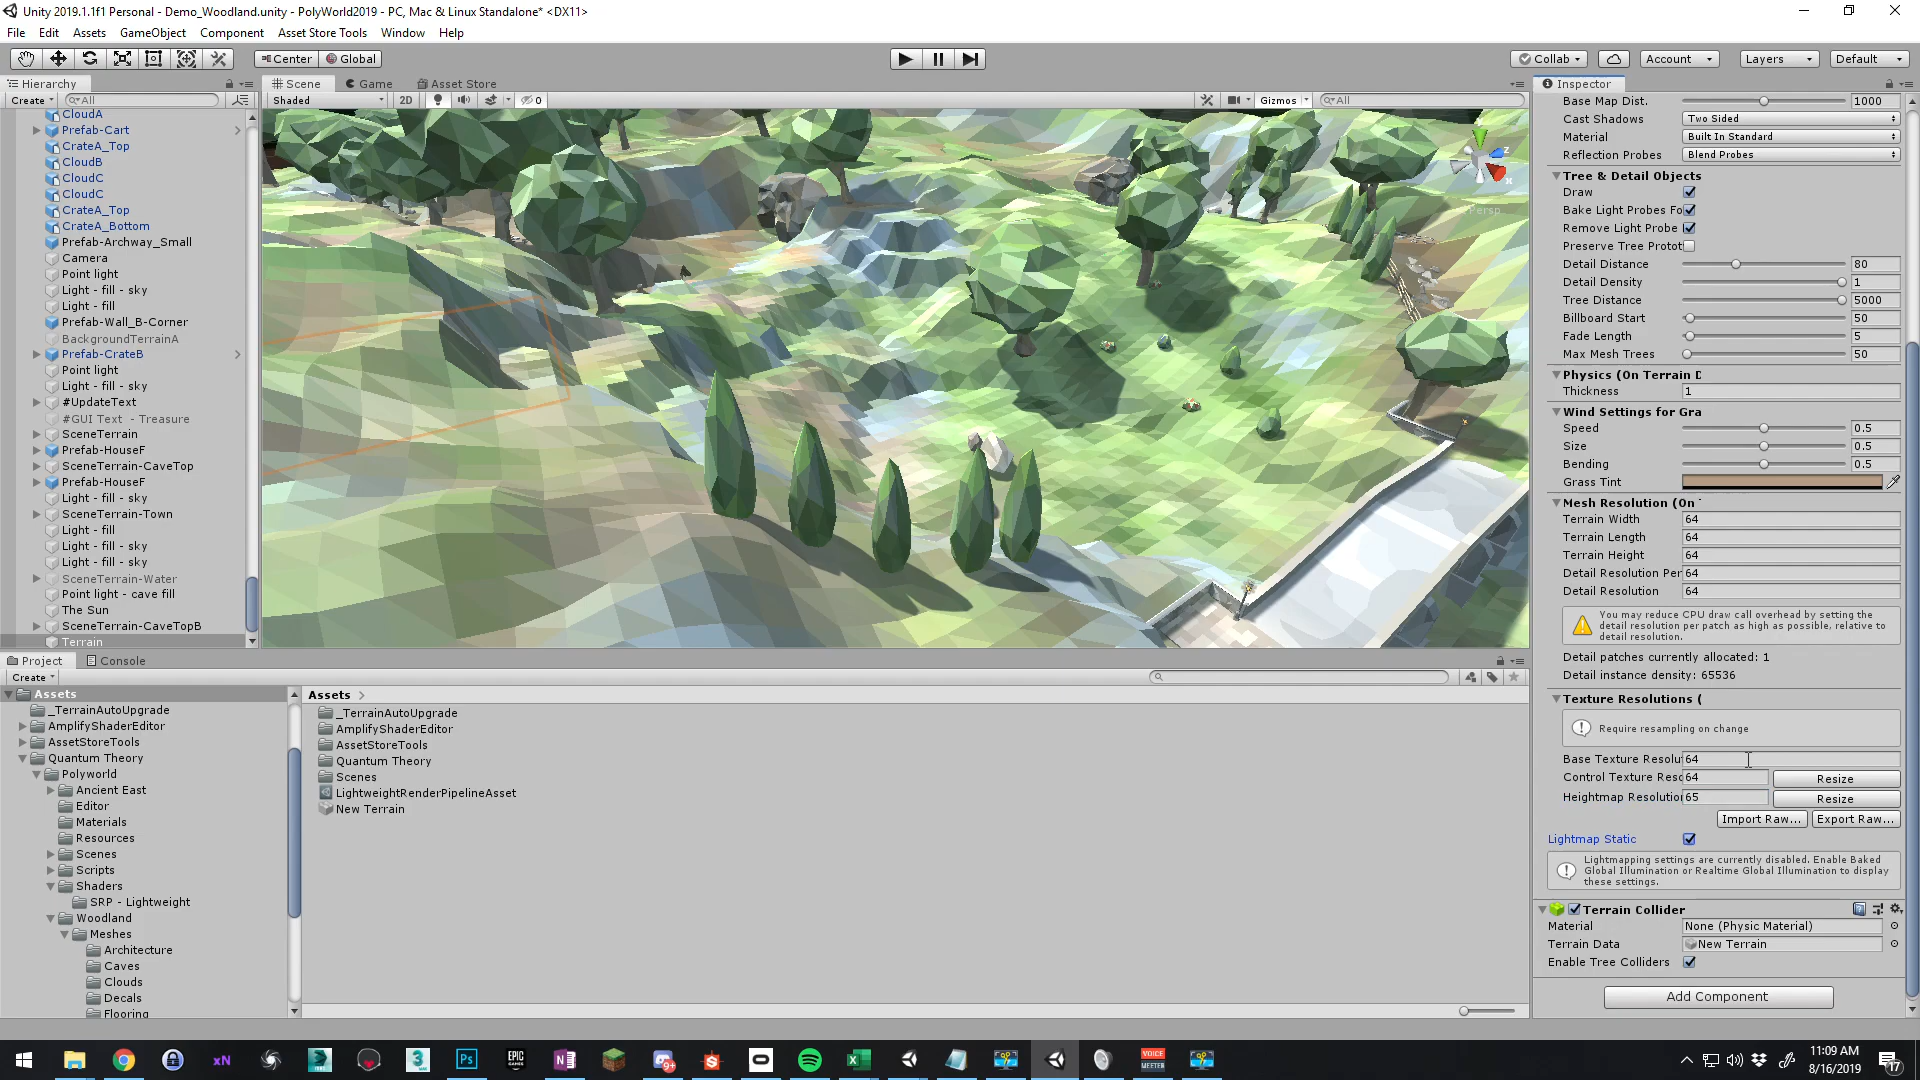 Unity 2019.1.1f1 Personal - Demo_Woodland.unity - PolyWorld2019 - PC, Mac & Linux Standalone* <DX11>
File Edit Assets GameObject Component Asset Store Tools Window Help
Center Global Collab Account Layers Default
Hierarchy
Create All
CloudA
Prefab-Cart
CrateA_Top
CloudB
CloudC
CloudC
CrateA_Top
CrateA_Bottom
Prefab-Archway_Small
Camera
Point light
Light - fill - sky
Light - fill
Prefab-Wall_B-Corner
BackgroundTerrainA
Prefab-CrateB
Point light
Light - fill - sky
#UpdateText
#GUI Text - Treasure
SceneTerrain
Prefab-HouseF
SceneTerrain-CaveTop
Prefab-HouseF
Light - fill - sky
SceneTerrain-Town
Light - fill
Light - fill - sky
Light - fill - sky
SceneTerrain-Water
Point light - cave fill
The Sun
SceneTerrain-CaveTopB
Terrain
Scene Game Asset Store
Shaded 2D 0 Gizmos All
z
x
Persp
Inspector
Base Map Dist. 1000
Cast Shadows Two Sided
Material Built In Standard
Reflection Probes Blend Probes
Tree & Detail Objects
Draw
Bake Light Probes Fo
Remove Light Probe
Preserve Tree Protot
Detail Distance 80
Detail Density 1
Tree Distance 5000
Billboard Start 50
Fade Length 5
Max Mesh Trees 50
Physics (On Terrain D
Thickness 1
Wind Settings for Gra
Speed 0.5
Size 0.5
Bending 0.5
Grass Tint
Mesh Resolution (On
Terrain Width 64
Terrain Length 64
Terrain Height 64
Detail Resolution Per 64
Detail Resolution 64
You may reduce CPU draw call overhead by setting the
detail resolution per patch as high as possible, relative to
detail resolution.
Detail patches currently allocated: 1
Detail instance density: 65536
Texture Resolutions (
Require resampling on change
Base Texture Resolu 64
Control Texture Reso 64 Resize
Heightmap Resolution 65 Resize
Import Raw... Export Raw...
Lightmap Static
Lightmapping settings are currently disabled. Enable Baked
Global Illumination or Realtime Global Illumination to display
these settings.
Terrain Collider
Material None (Physic Material)
Terrain Data New Terrain
Enable Tree Colliders
Add Component
Project Console
Create
Assets
_TerrainAutoUpgrade
AmplifyShaderEditor
AssetStoreTools
Quantum Theory
Polyworld
Ancient East
Editor
Materials
Resources
Scenes
Scripts
Shaders
SRP - Lightweight
Woodland
Meshes
Architecture
Caves
Clouds
Decals
Flooring
Assets
_TerrainAutoUpgrade
AmplifyShaderEditor
AssetStoreTools
Quantum Theory
Scenes
LightweightRenderPipelineAsset
New Terrain
xN
3
Ps
EPIC
GAMES
N
9+
S
VOICE
MEETER
11:09 AM
8/16/2019
17